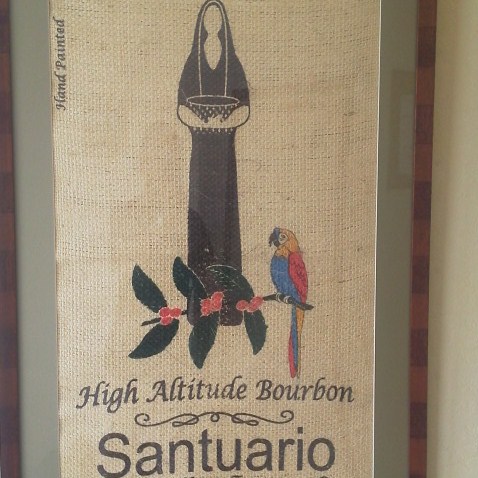 Hand Painted
High Altitude Bourbon
Santuario